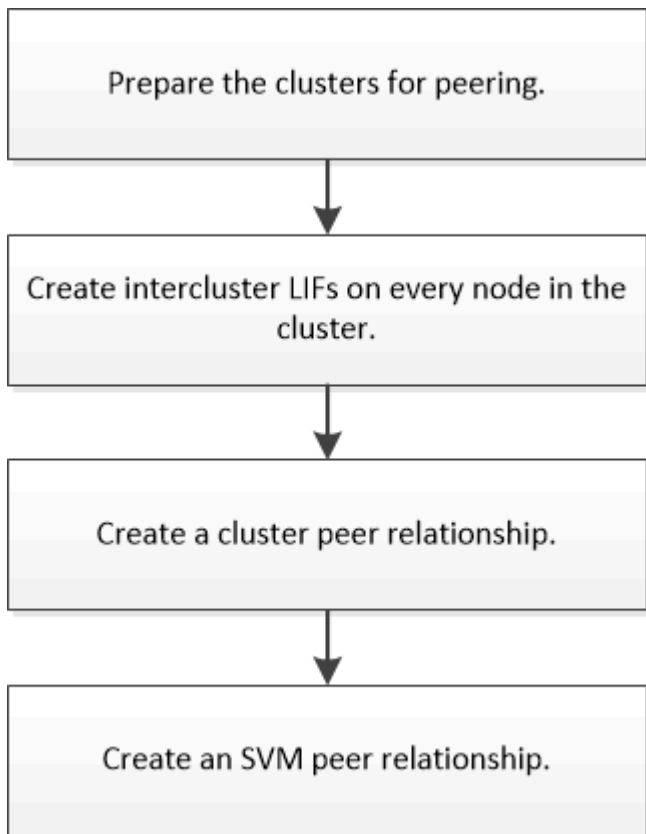 Prepare the clusters for peering.
Create intercluster LIFs on every node in the
cluster.
Create a cluster peer relationship.
Create an SVM peer relationship.